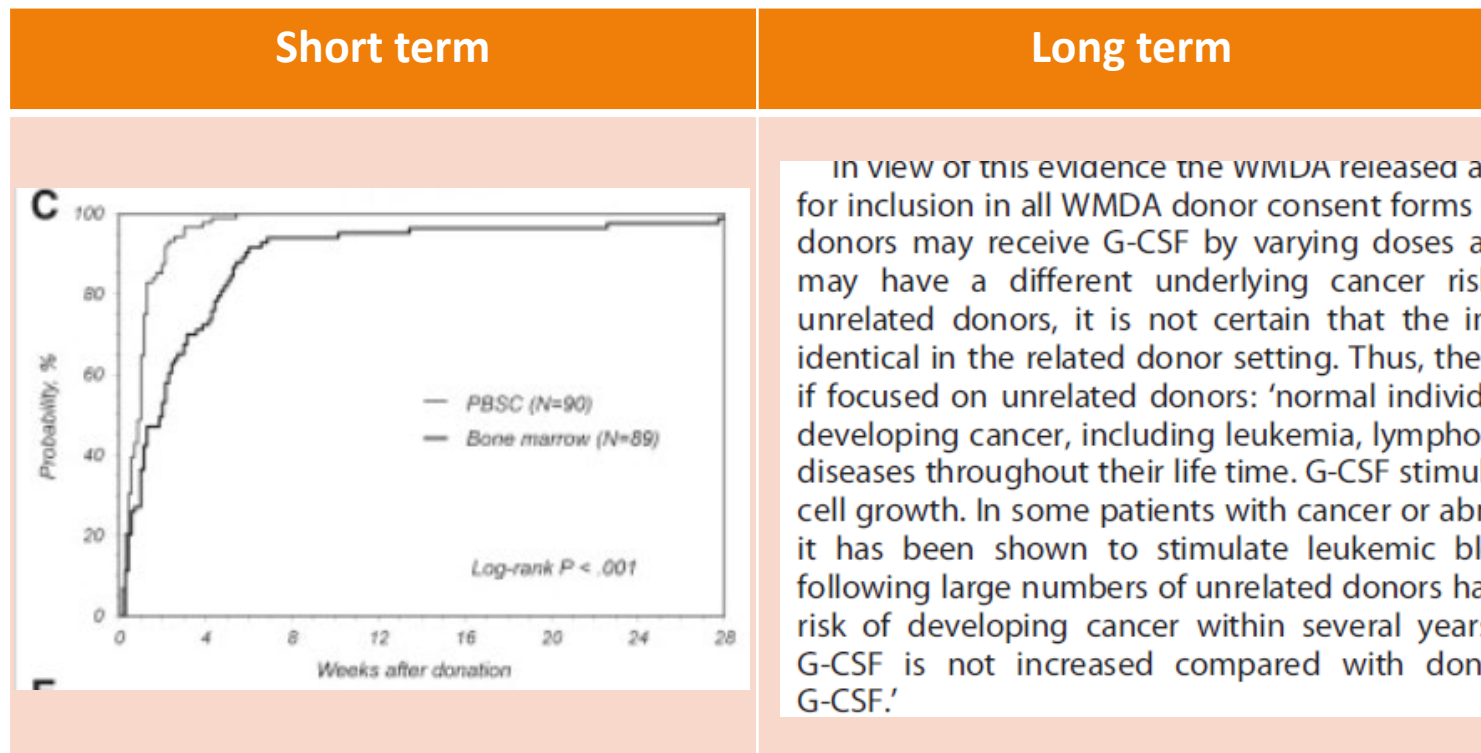 Short term
Long term
C
100
80
60
40
20
0
Probability, %
PBSC (N=90)
Bone marrow (N=89)
Log-rank P < .001
0 4 8 12 16 20 24 28
Weeks after donation
In view of this evidence the WMDA released a
for inclusion in all WMDA donor consent forms
donors may receive G-CSF by varying doses a
may have a different underlying cancer ris
unrelated donors, it is not certain that the in
identical in the related donor setting. Thus, the
if focused on unrelated donors: ‘normal individ
developing cancer, including leukemia, lympho
diseases throughout their life time. G-CSF stimul
cell growth. In some patients with cancer or abn
it has been shown to stimulate leukemic bl
following large numbers of unrelated donors ha
risk of developing cancer within several years
G-CSF is not increased compared with don
G-CSF.’